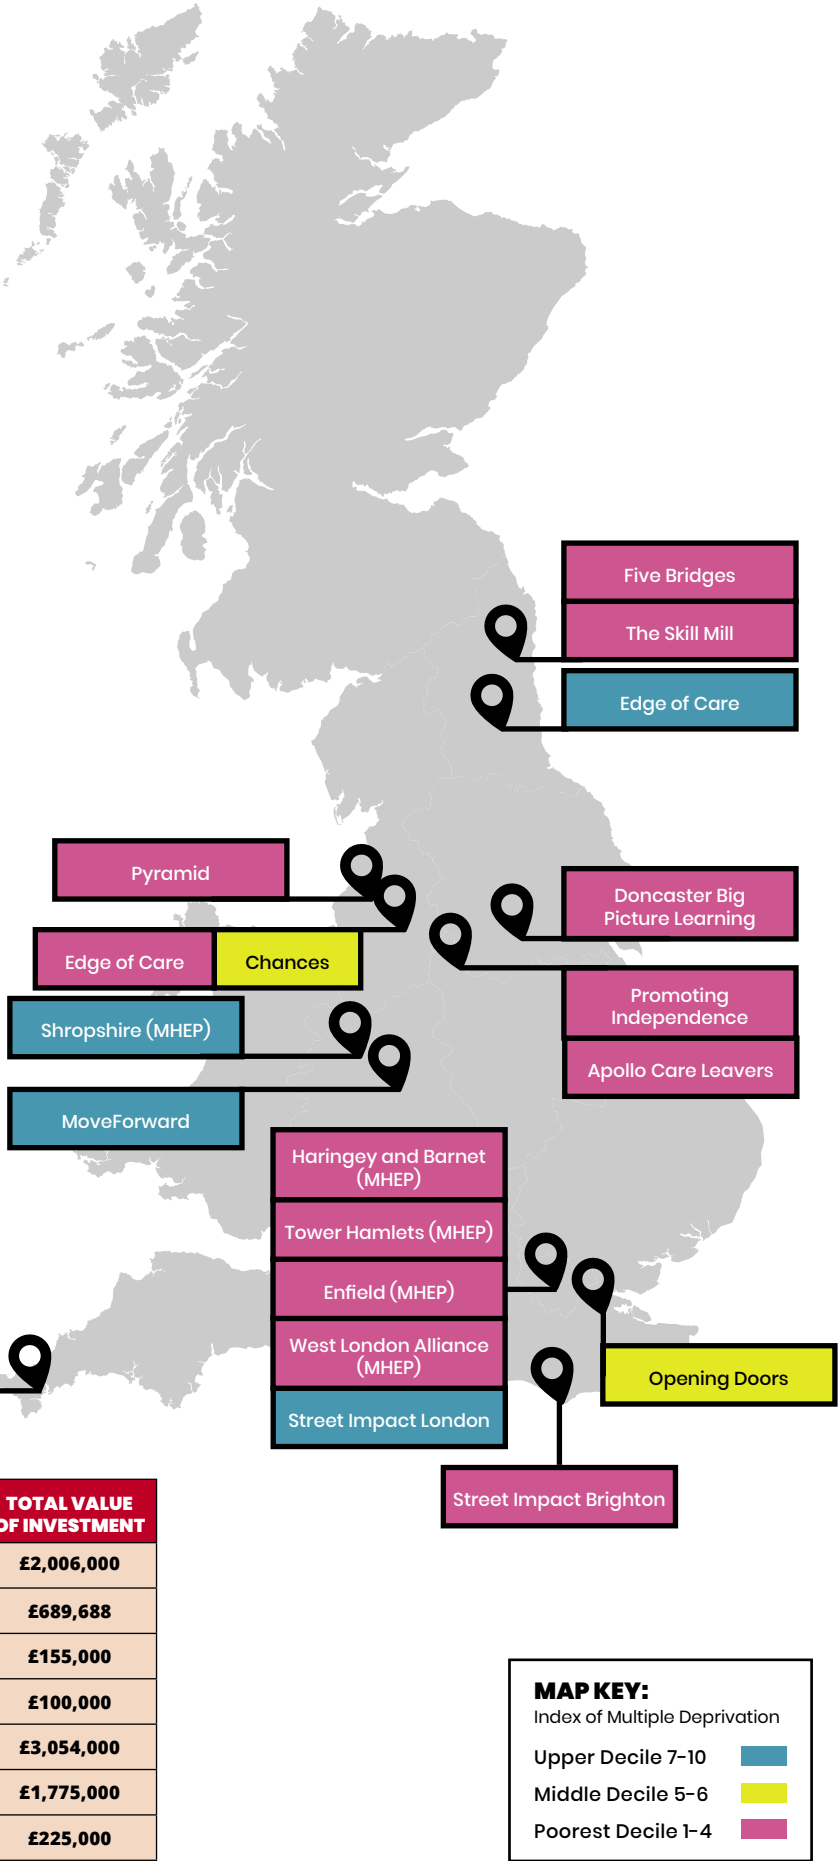 Five Bridges
The Skill Mill
Edge of Care
Pyramid
Doncaster Big
Picture Learning
Edge of Care
Chances
Promoting
Independence
Shropshire (MHEP)
Apollo Care Leavers
MoveForward
Haringey and Barnet
(MHEP)
Tower Hamlets (MHEP)
Enfield (MHEP)
West London Alliance
(MHEP)
Street Impact London
Opening Doors
Street Impact Brighton
TOTAL VALUE
OF INVESTMENT
£2,006,000
£689,688
£155,000
£100,000
£3,054,000
£1,775,000
£225,000
MAP KEY:
Index of Multiple Deprivation
Upper Decile 7-10
Middle Decile 5-6
Poorest Decile 1-4